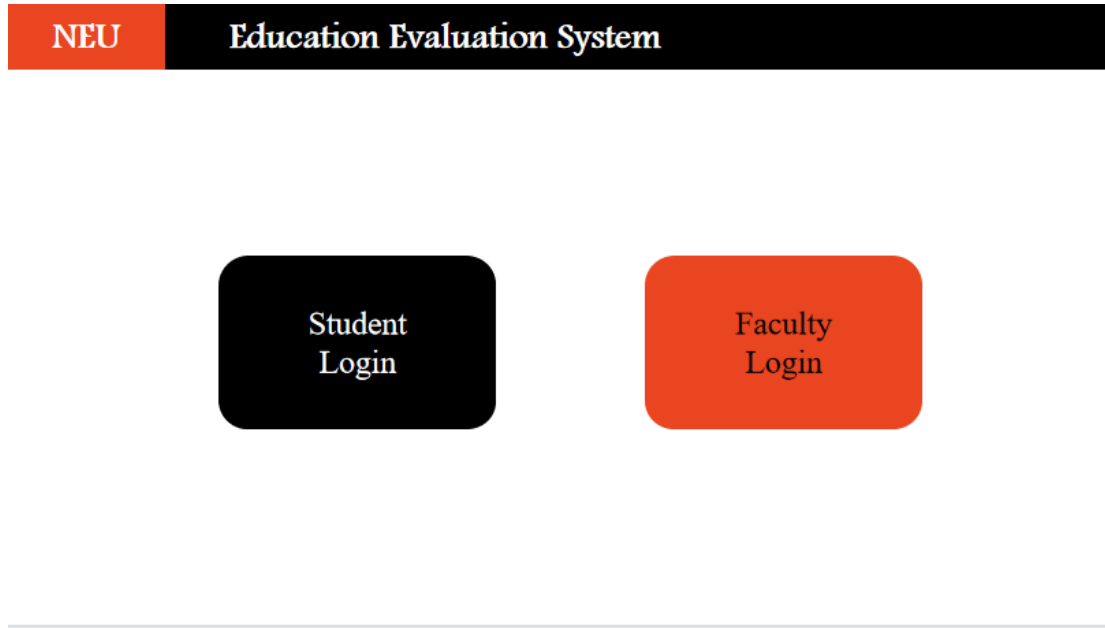 NEU
Education Evaluation System
Student
Login
Faculty
Login